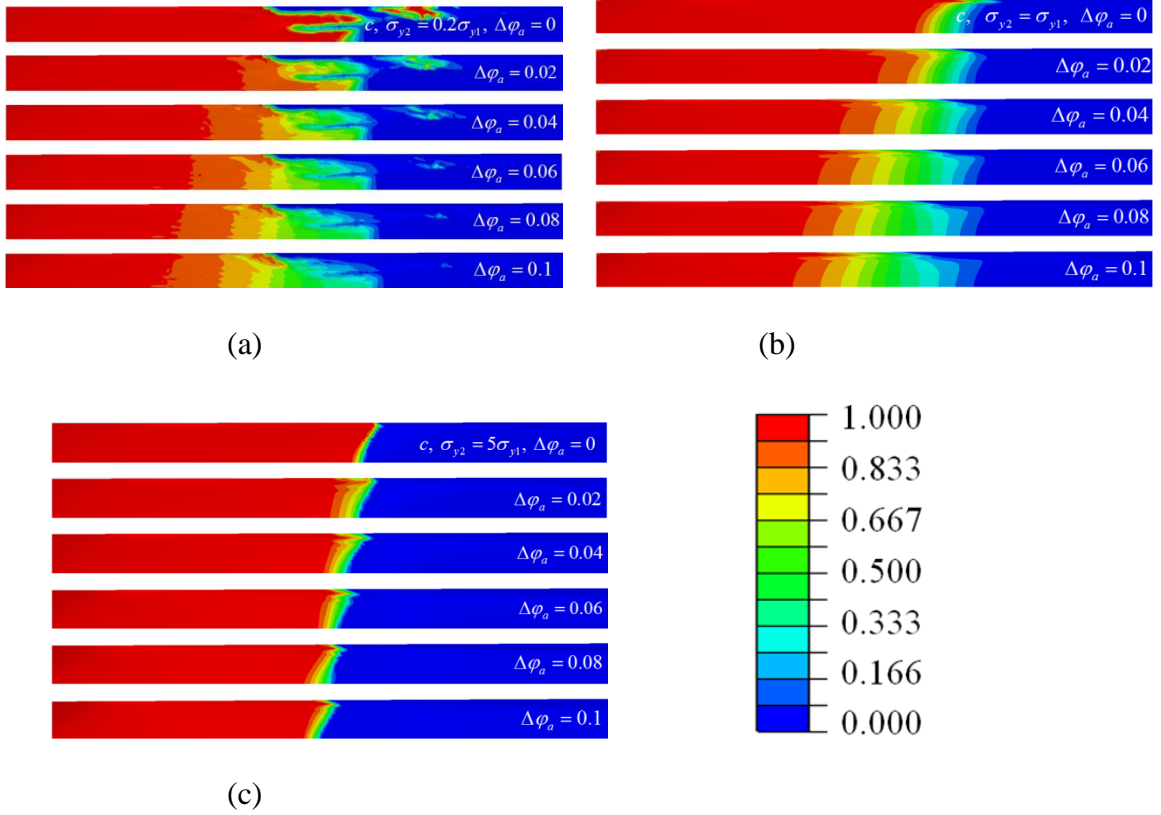 c, σy2 = 0.2σy1, Δφa = 0
Δφa = 0.02
Δφa = 0.04
Δφa = 0.06
Δφa = 0.08
Δφa = 0.1
(a)
c, σy2 = σy1, Δφa = 0
Δφa = 0.02
Δφa = 0.04
Δφa = 0.06
Δφa = 0.08
Δφa = 0.1
(b)
c, σy2 = 5σy1, Δφa = 0
Δφa = 0.02
Δφa = 0.04
Δφa = 0.06
Δφa = 0.08
Δφa = 0.1
(c)
1.000
0.833
0.667
0.500
0.333
0.166
0.000